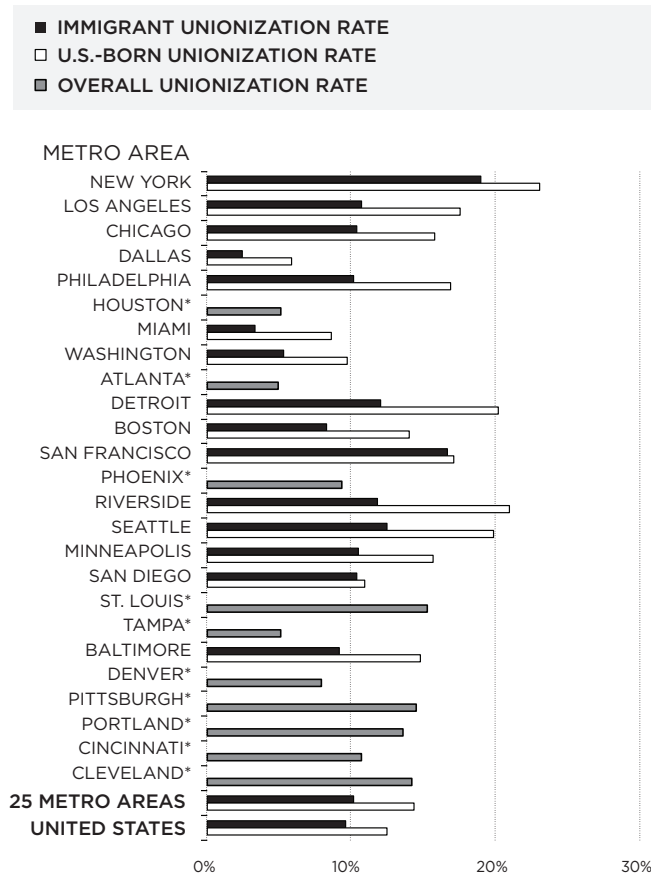 IMMIGRANT UNIONIZATION RATE
U.S.-BORN UNIONIZATION RATE
OVERALL UNIONIZATION RATE
METRO AREA
NEW YORK
LOS ANGELES
CHICAGO
DALLAS
PHILADELPHIA
HOUSTON*
MIAMI
WASHINGTON
ATLANTA*
DETROIT
BOSTON
SAN FRANCISCO
PHOENIX*
RIVERSIDE
SEATTLE
MINNEAPOLIS
SAN DIEGO
ST. LOUIS*
TAMPA*
BALTIMORE
DENVER*
PITTSBURGH*
PORTLAND*
CINCINNATI*
CLEVELAND*
25 METRO AREAS
UNITED STATES
0% 10% 20% 30%